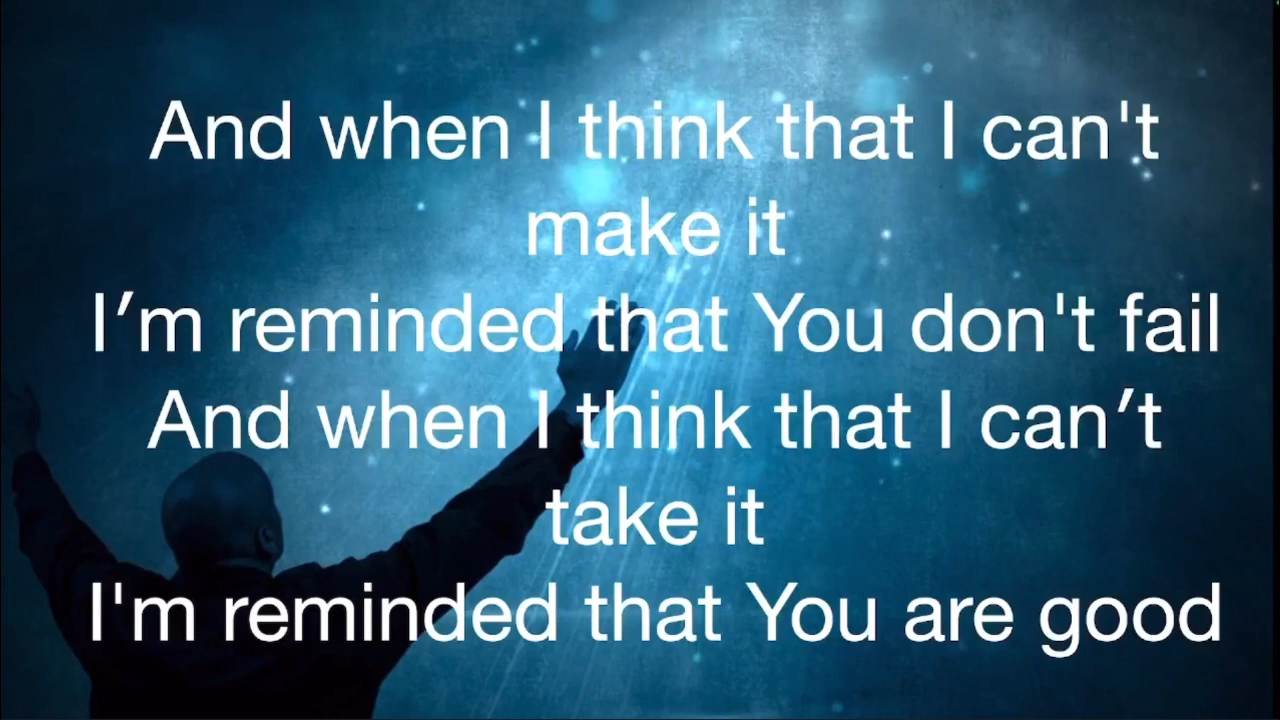 And when I think that I can't
make it
I′m reminded that You don't fail
And when I think that I can′t
take it
I'm reminded that You are good